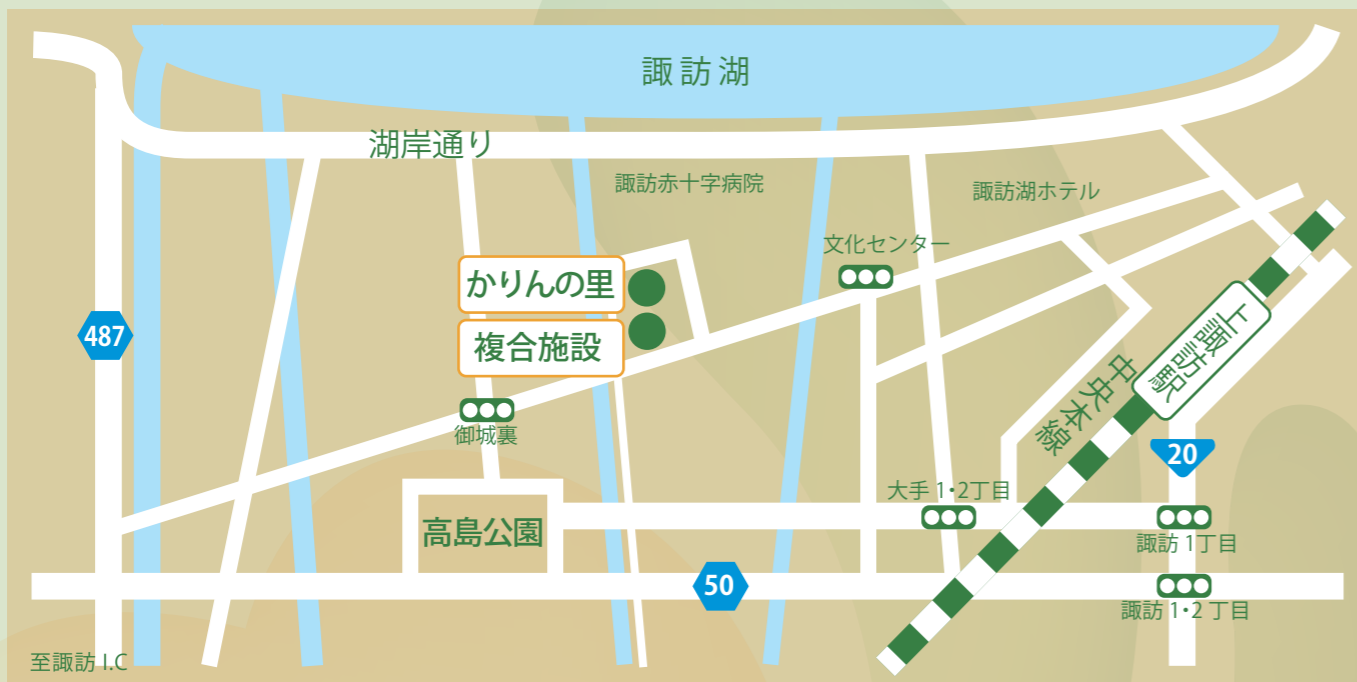 諏訪湖
湖岸通り
諏訪赤十字病院
諏訪湖ホテル
文化センター
かりんの里
複合施設
487
御城裏
上諏訪駅
中央本線
20
大手 1・2丁目
高島公園
諏訪 1丁目
50
諏訪 1・2 丁目
至諏訪 I.C